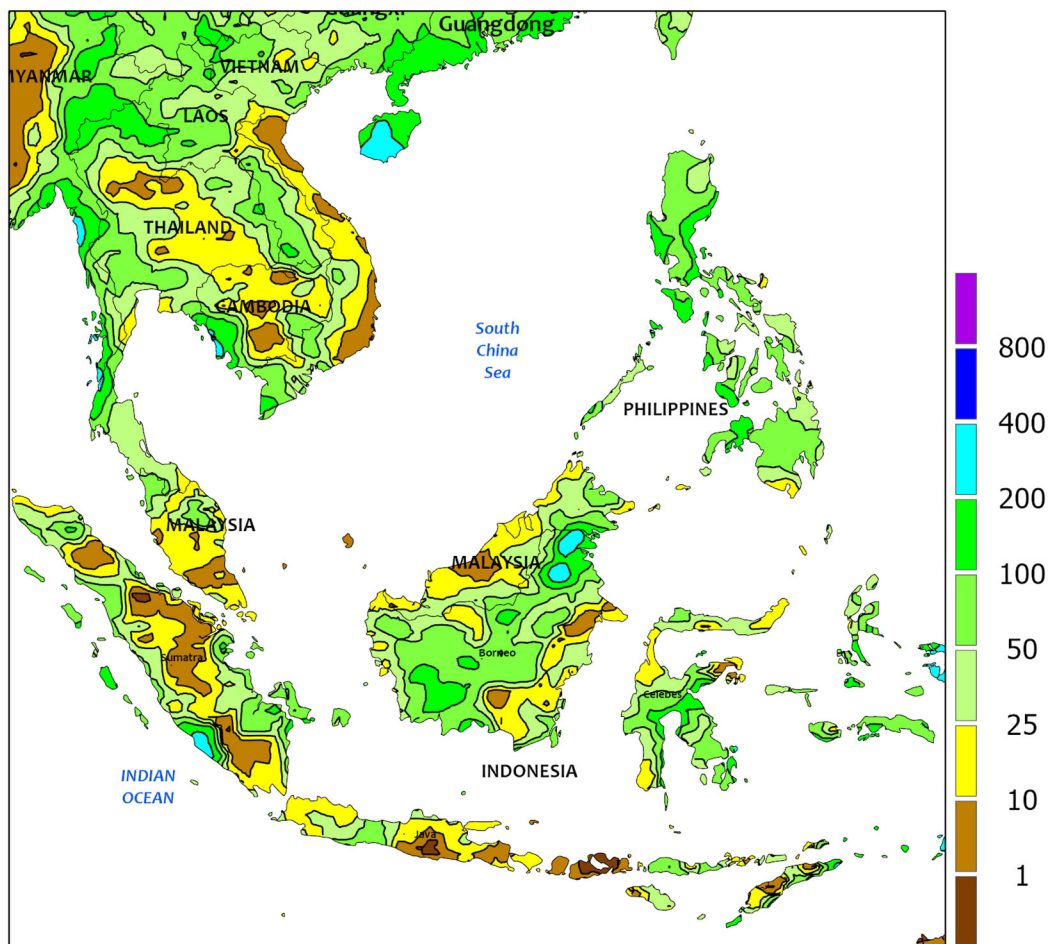 Guangdong
MYANMAR
VIETNAM
LAOS
THAILAND
CAMBODIA
South
China
Sea
PHILIPPINES
MALAYSIA
MALAYSIA
Sumatra
Borneo
Celebes
INDIAN
OCEAN
INDONESIA
Java
800
400
200
100
50
25
10
1